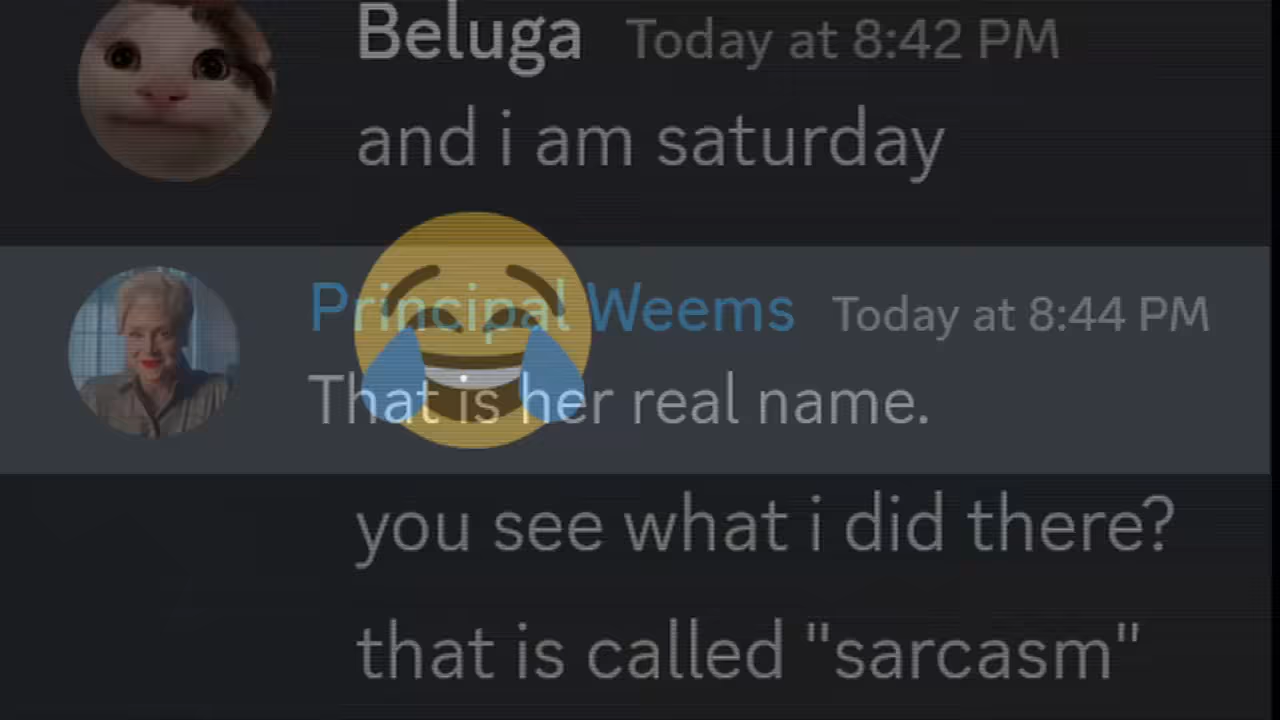 Beluga Today at 8:42 PM
and i am saturday
Principal Weems Today at 8:44 PM
That is her real name.
you see what i did there?
that is called "sarcasm"